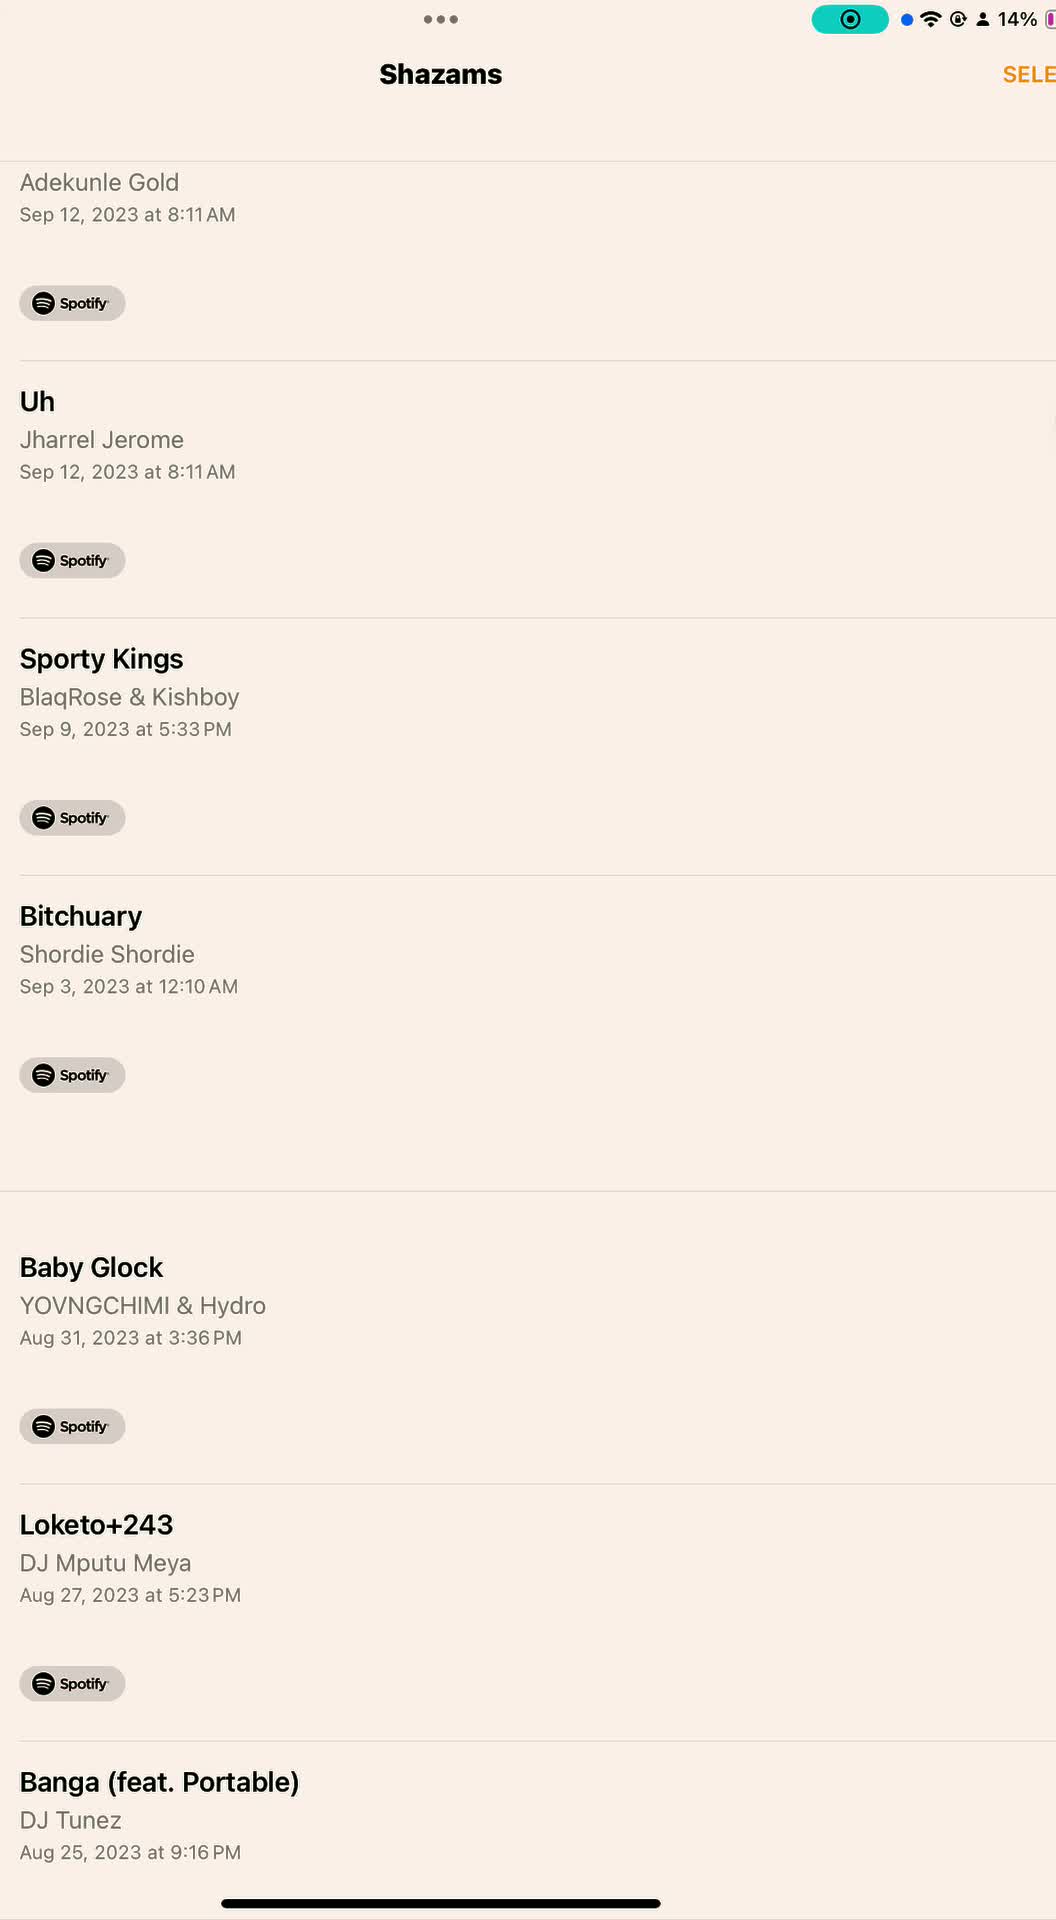 14%
Shazams
SELE
Adekunle Gold
Sep 12, 2023 at 8:11 AM
Spotify
Uh
Jharrel Jerome
Sep 12, 2023 at 8:11 AM
Spotify
Sporty Kings
BlaqRose & Kishboy
Sep 9, 2023 at 5:33 PM
Spotify
Bitchuary
Shordie Shordie
Sep 3, 2023 at 12:10 AM
Spotify
Baby Glock
YOVNGCHIMI & Hydro
Aug 31, 2023 at 3:36 PM
Spotify
Loketo+243
DJ Mputu Meya
Aug 27, 2023 at 5:23 PM
Spotify
Banga (feat. Portable)
DJ Tunez
Aug 25, 2023 at 9:16 PM